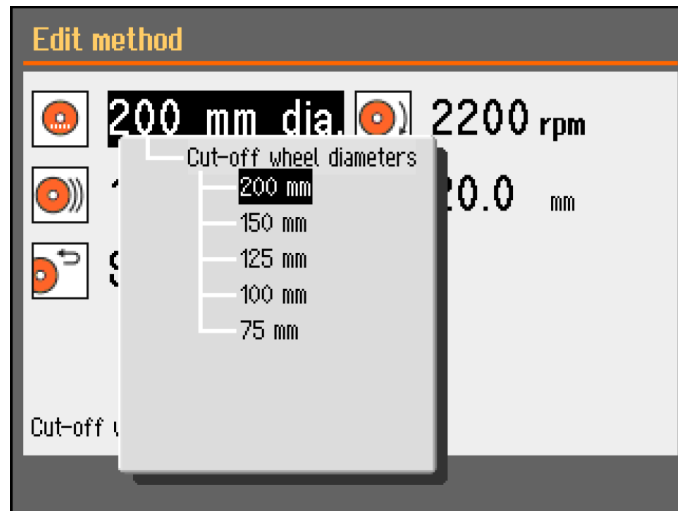 Edit method
200 mm dia. 2200 rpm
Cut-off wheel diameters
200 mm
150 mm
125 mm
100 mm
75 mm
0.0 mm
Cut-off